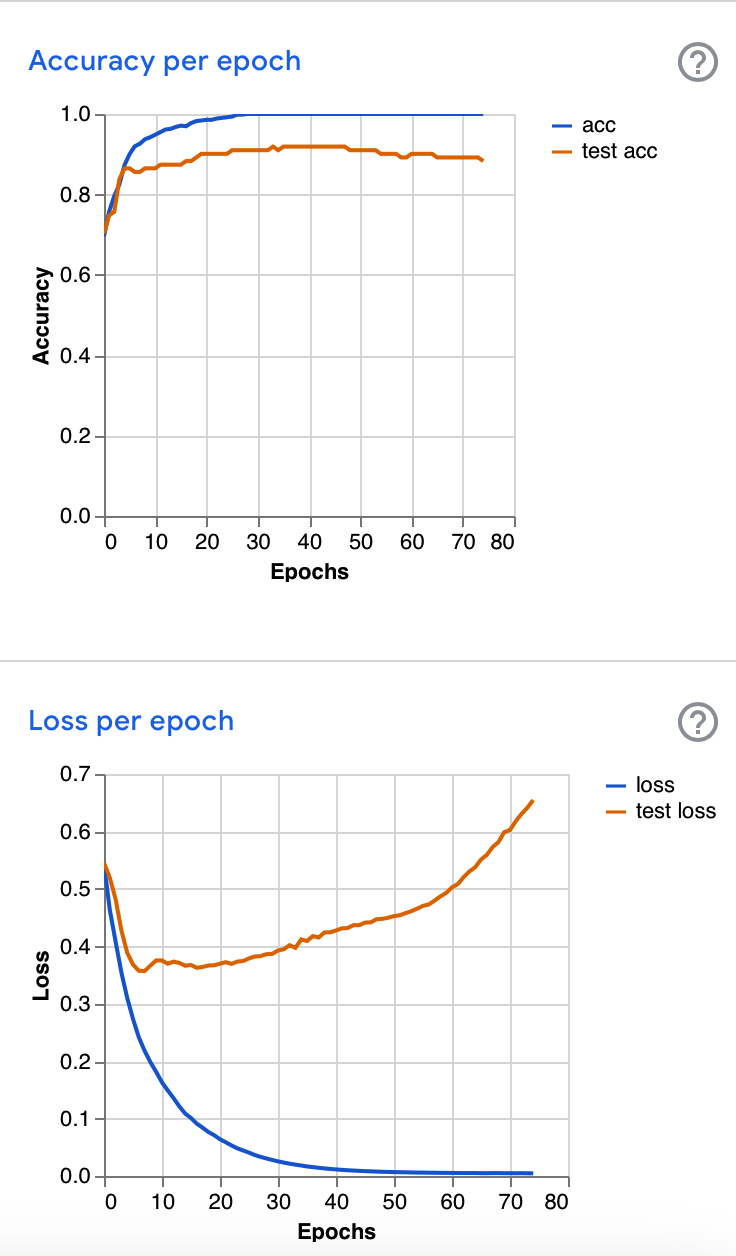 Accuracy per epoch
?
1.0
0.8
0.6
0.4
0.2
0.0
Accuracy
0 10 20 30 40 50 60 70 80
Epochs
acc
test acc
Loss per epoch
?
0.7
0.6
0.5
0.4
0.3
0.2
0.1
0.0
Loss
0 10 20 30 40 50 60 70 80
Epochs
loss
test loss